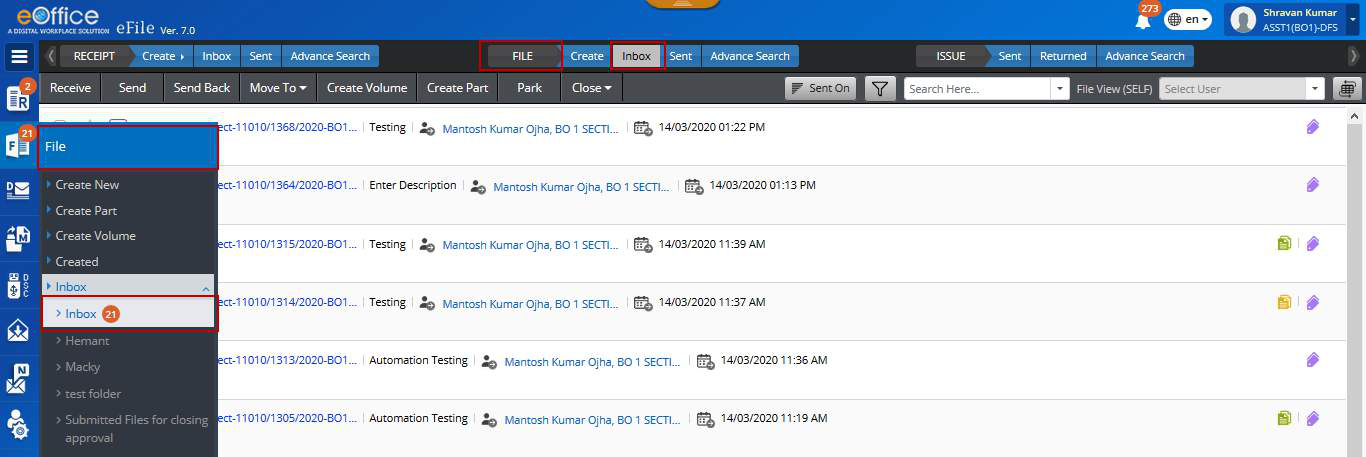 eOffice
A DIGITAL WORKPLACE SOLUTION
eFile Ver. 7.0
273
en
Shravan Kumar
ASST1(BO1)-DFS
RECEIPT Create Inbox Sent Advance Search FILE Create Inbox Sent Advance Search ISSUE Sent Returned Advance Search
Receive Send Send Back Move To Create Volume Create Part Park Close Sent On Search Here... File View (SELF) Select User
2
R
21
F
D
M
D
S
C
N
File
Create New
Create Part
Create Volume
Created
Inbox
Inbox 21
Hemant
Macky
test folder
Submitted Files for closing
approval
ect-11010/1368/2020-BO1... Testing Mantosh Kumar Ojha, BO 1 SECTI... 14/03/2020 01:22 PM
ect-11010/1364/2020-BO1... Enter Description Mantosh Kumar Ojha, BO 1 SECTI... 14/03/2020 01:13 PM
ect-11010/1315/2020-BO1... Testing Mantosh Kumar Ojha, BO 1 SECTI... 14/03/2020 11:39 AM
ect-11010/1314/2020-BO1... Testing Mantosh Kumar Ojha, BO 1 SECTI... 14/03/2020 11:37 AM
ect-11010/1313/2020-BO1... Automation Testing Mantosh Kumar Ojha, BO 1 SECTI... 14/03/2020 11:36 AM
ect-11010/1305/2020-BO1... Automation Testing Mantosh Kumar Ojha, BO 1 SECTI... 14/03/2020 11:19 AM